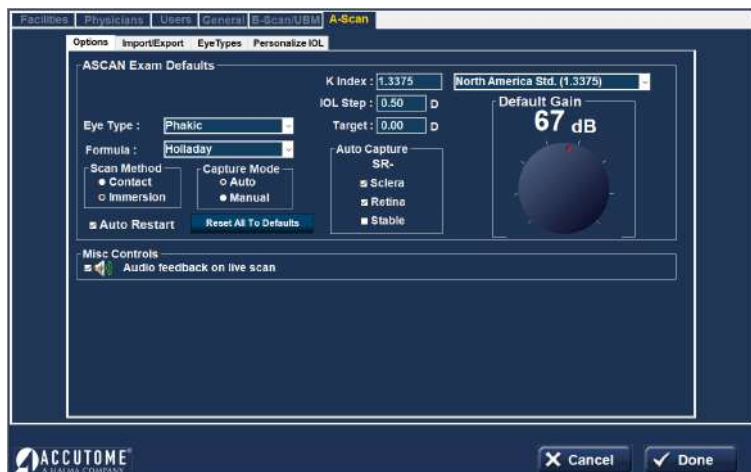 Facilities Physicians Users General B-Scan/UBM A-Scan
Options Import/Export EyeTypes Personalize IOL
ASCAN Exam Defaults
K Index : 1.3375 North America Std. (1.3375)
IOL Step : 0.50 D
Eye Type : Phakic
Target : 0.00 D
Formula : Holladay
Scan Method
Contact
Immersion
Capture Mode
Auto
Manual
Auto Restart
Reset All To Defaults
Auto Capture
SR-
Sclera
Retina
Stable
Default Gain
67 dB
Misc Controls
Audio feedback on live scan
ACCUTOME®
A HALMA COMPANY
Cancel
Done